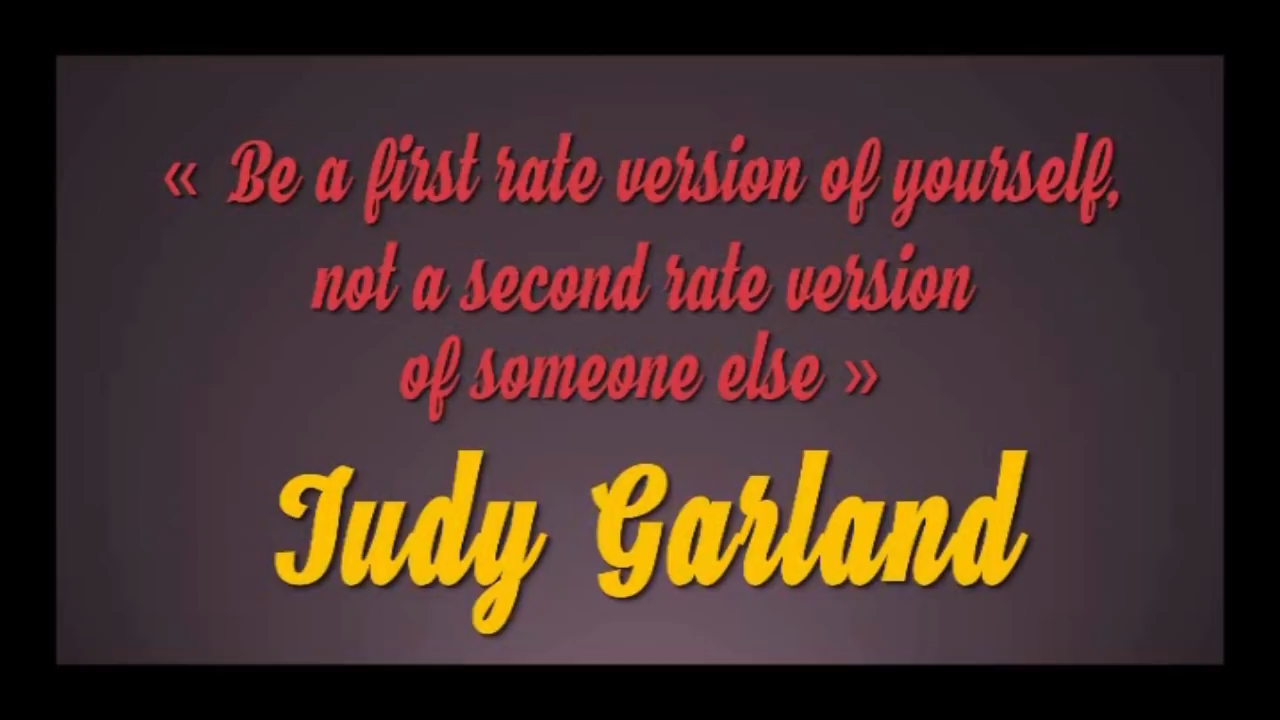 « Be a first rate version of yourself,
not a second rate version
of someone else »
Judy Garland